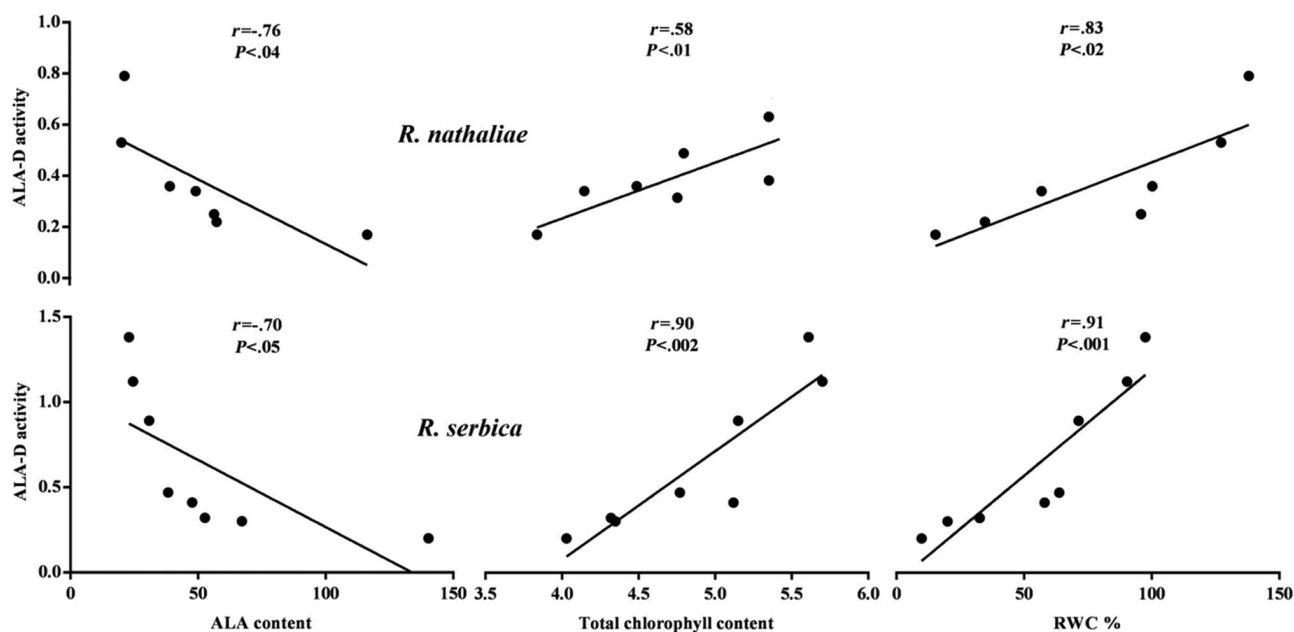 r=-.76
P<.04
r=.58
P<.01
r=.83
P<.02
R. nathaliae
ALA-D activity
1.0
0.8
0.6
0.4
0.2
0.0
r=-.70
P<.05
r=.90
P<.002
r=.91
P<.001
R. serbica
ALA-D activity
1.5
1.0
0.5
0.0
0 50 100 150
3.5 4.0 4.5 5.0 5.5 6.0
0 50 100 150
ALA content
Total chlorophyll content
RWC %